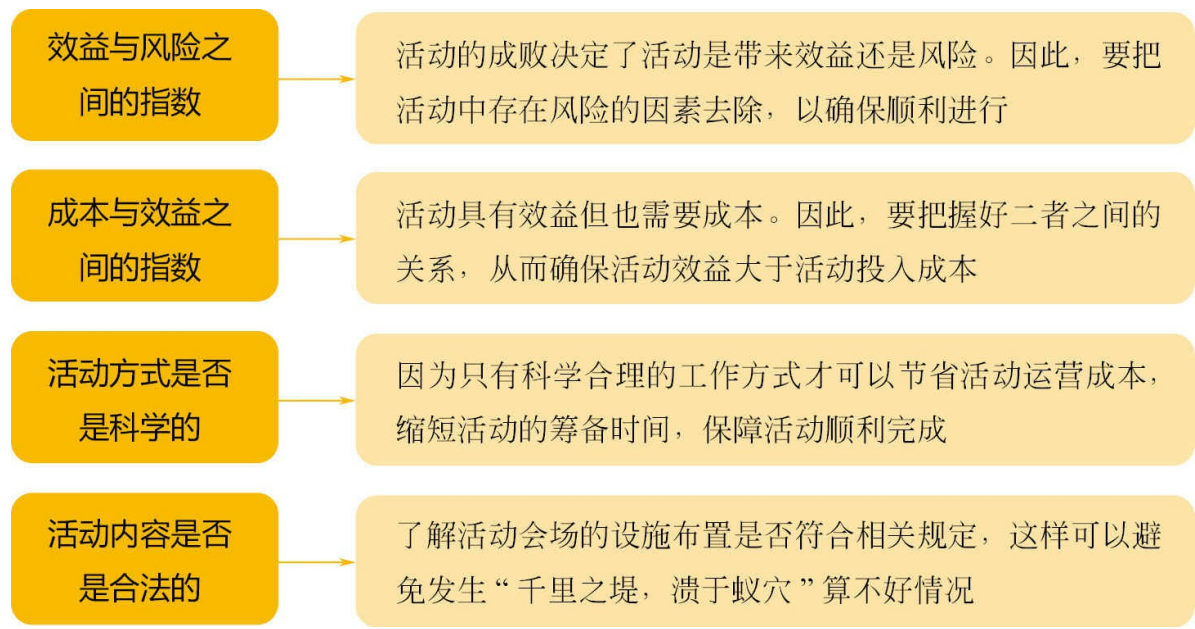 效益与风险之
间的指数
活动的成败决定了活动是带来效益还是风险。因此，要把
活动中存在风险的因素去除，以确保顺利进行
成本与效益之
间的指数
活动具有效益但也需要成本。因此，要把握好二者之间的
关系，从而确保活动效益大于活动投入成本
活动方式是否
是科学的
因为只有科学合理的工作方式才可以节省活动运营成本，
缩短活动的筹备时间，保障活动顺利完成
活动内容是否
是合法的
了解活动会场的设施布置是否符合相关规定，这样可以避
免发生“千里之堤，溃于蚁穴”算不好情况